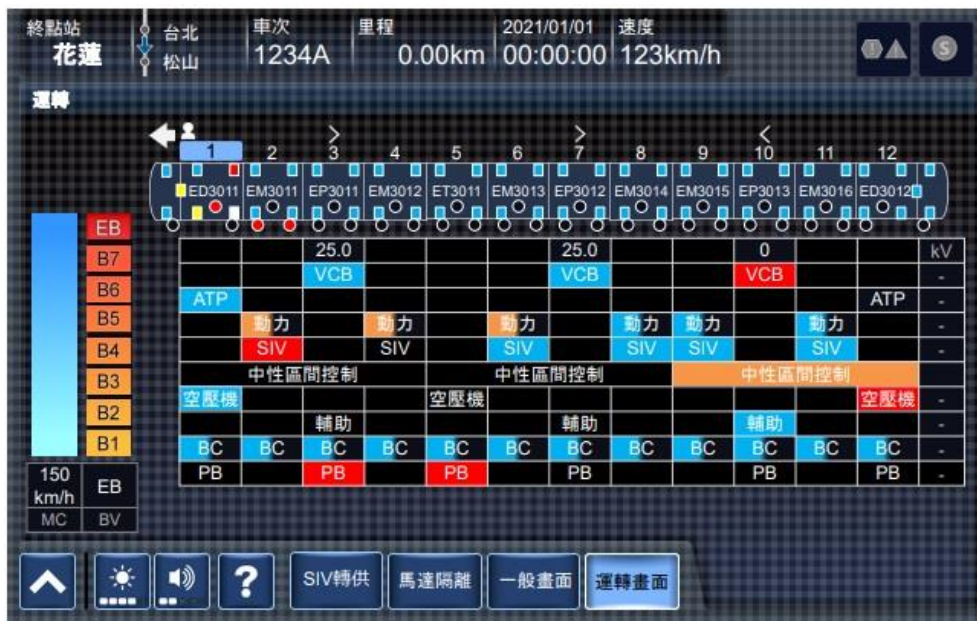 終點站 台北 車次 里程 2021/01/01 速度
花蓮 松山 1234A 0.00km 00:00:00 123km/h
S
運轉
1 2 3 4 5 6 7 8 9 10 11 12
ED3011 EM3011 EP3011 EM3012 ET3011 EM3013 EP3012 EM3014 EM3015 EP3013 EM3016 ED3012
EB
B7
B6
B5
B4
B3
B2
B1
25.0 25.0 0 kV
VCB VCB VCB -
ATP ATP -
動力 動力 動力 動力 動力 動力 -
SIV SIV SIV SIV SIV SIV -
中性區間控制 中性區間控制 中性區間控制
空壓機 空壓機 空壓機 -
輔助 輔助 輔助 -
BC BC BC BC BC BC BC BC BC BC BC BC -
PB PB PB PB PB PB -
150
km/h
EB
MC BV
? SIV轉供 馬達隔離 一般畫面 運轉畫面